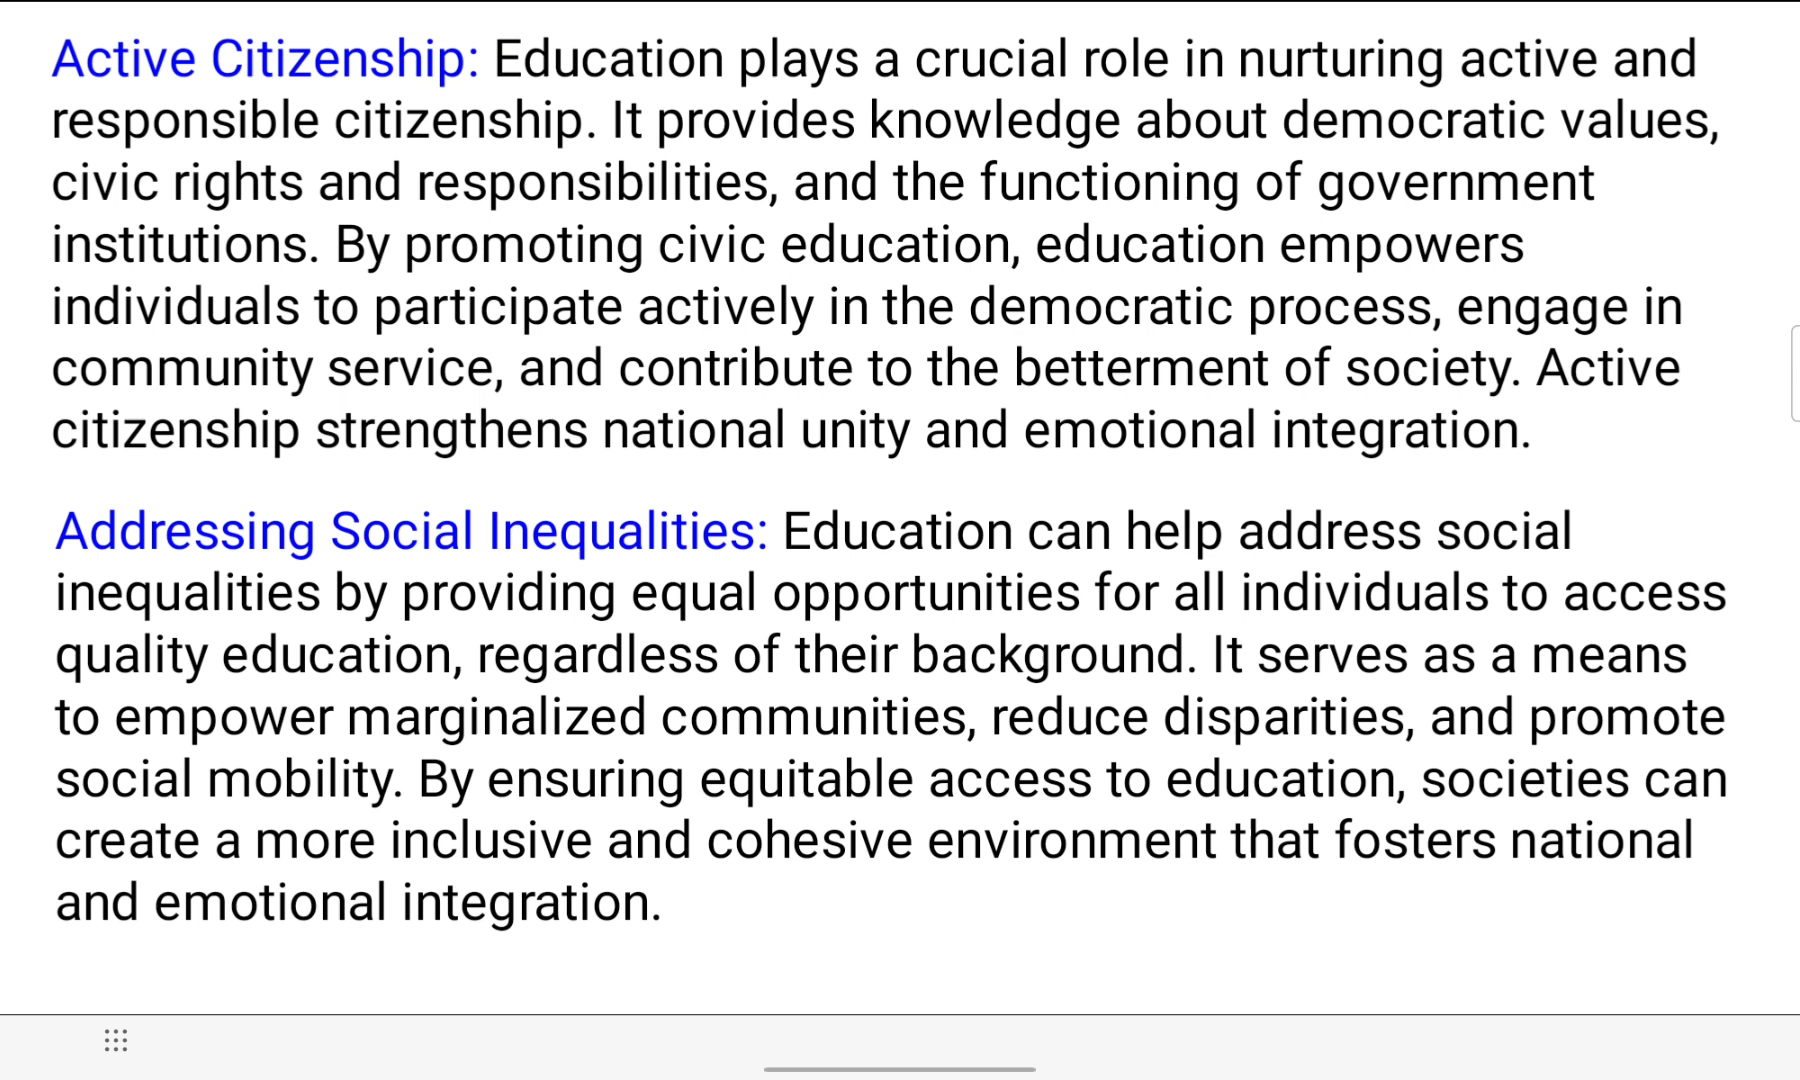 Active Citizenship: Education plays a crucial role in nurturing active and
responsible citizenship. It provides knowledge about democratic values,
civic rights and responsibilities, and the functioning of government
institutions. By promoting civic education, education empowers
individuals to participate actively in the democratic process, engage in
community service, and contribute to the betterment of society. Active
citizenship strengthens national unity and emotional integration.
Addressing Social Inequalities: Education can help address social
inequalities by providing equal opportunities for all individuals to access
quality education, regardless of their background. It serves as a means
to empower marginalized communities, reduce disparities, and promote
social mobility. By ensuring equitable access to education, societies can
create a more inclusive and cohesive environment that fosters national
and emotional integration.